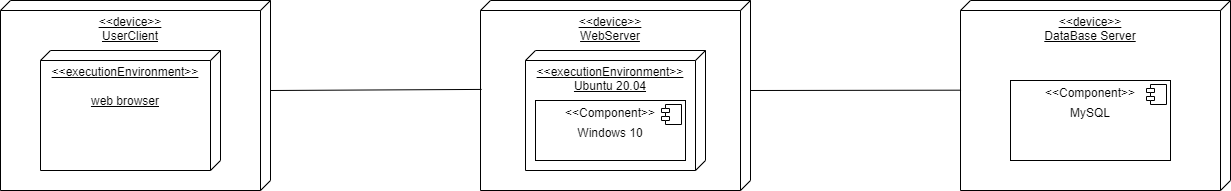 <<device>>
UserClient
<<executionEnvironment>>
web browser
<<device>>
WebServer
<<executionEnvironment>>
Ubuntu 20.04
<<Component>>
Windows 10
<<device>>
DataBase Server
<<Component>>
MySQL